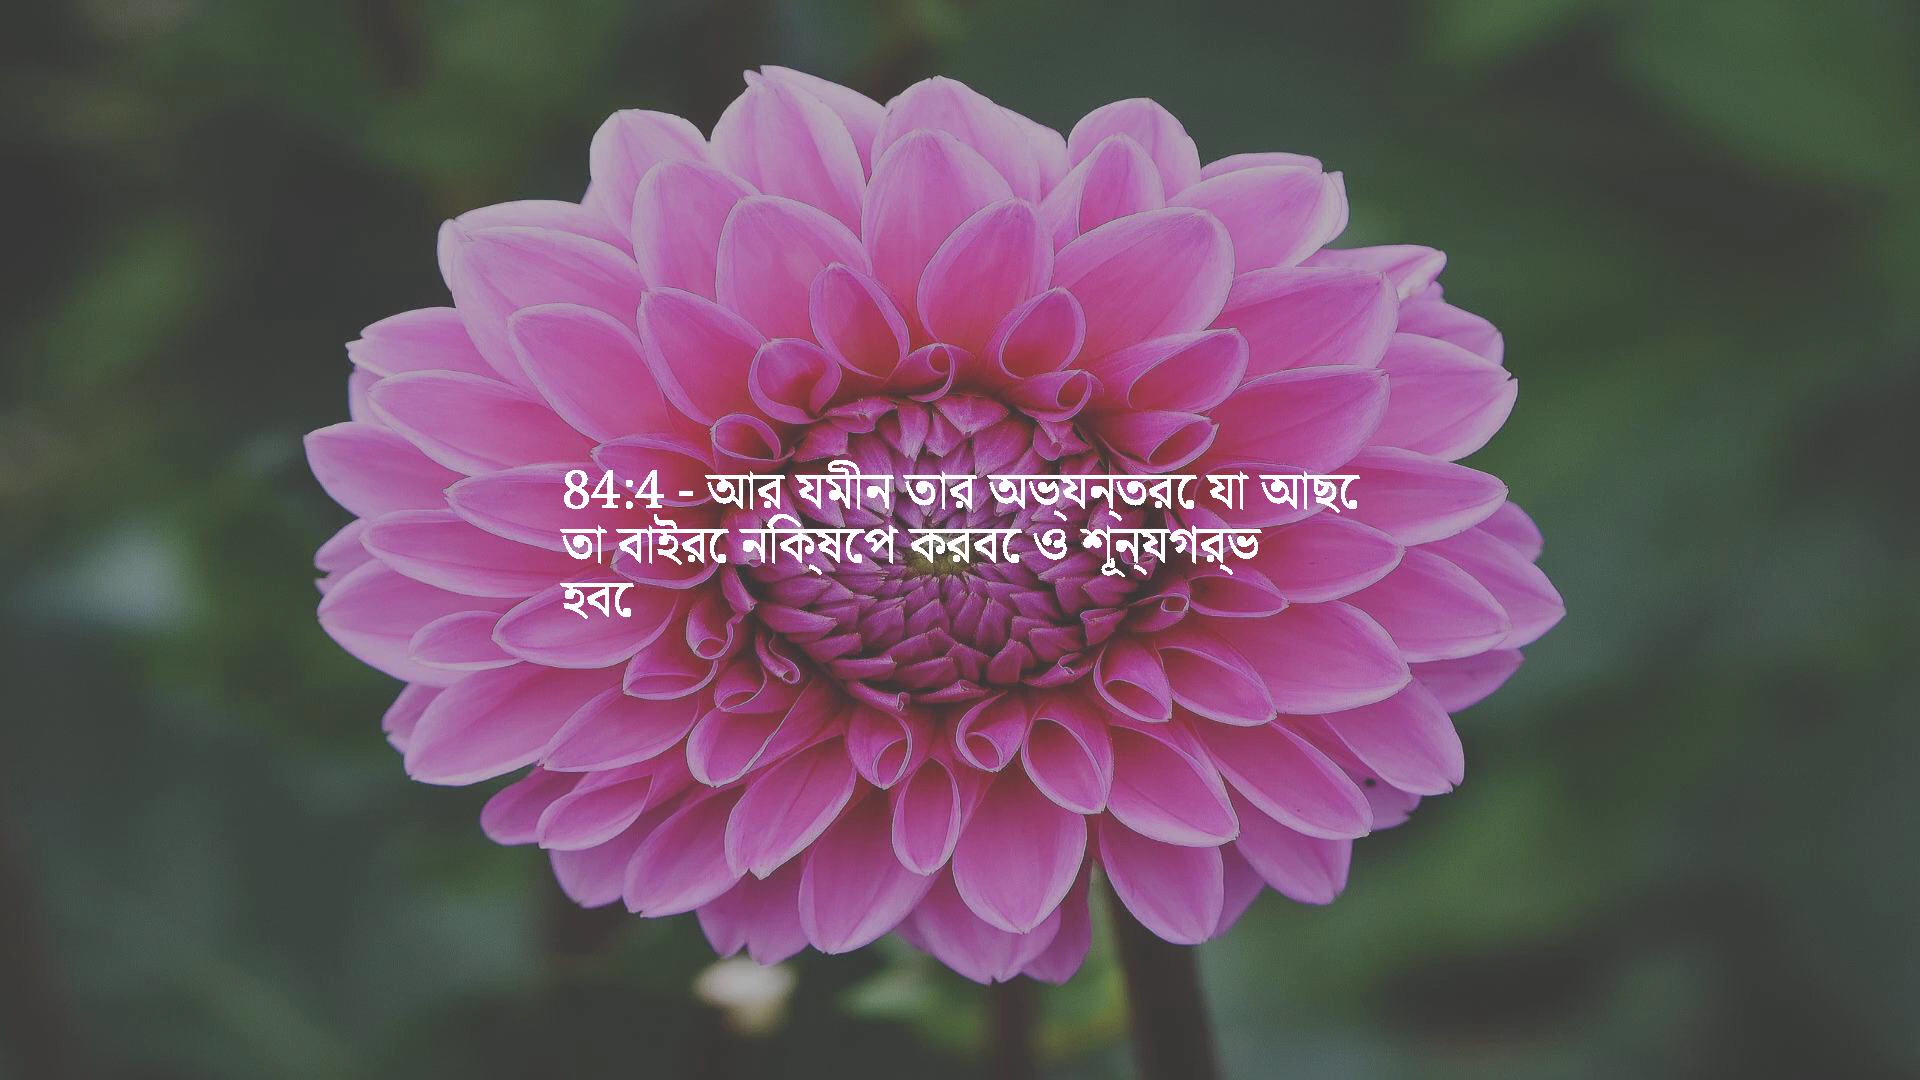 84:4 - আর যমীন তার অভ্যন্তরে যা আছে
তা বাইরে নিক্ষেপ করবে ও শূন্যগর্ভ
হবে